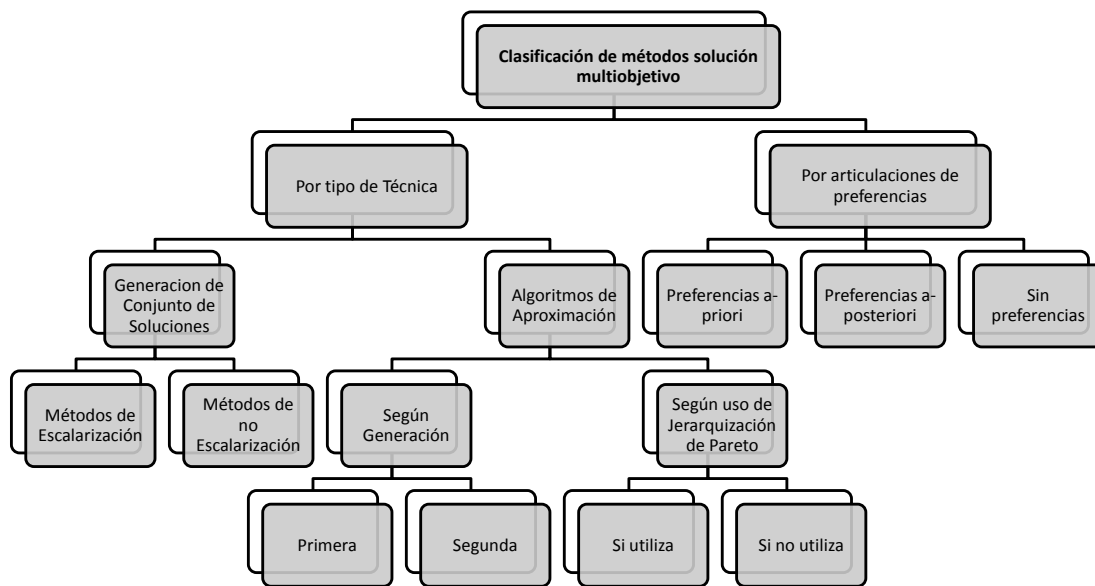 Clasificación de métodos solución
multiobjetivo
Por tipo de Técnica
Por articulaciones de
preferencias
Generacion de
Conjunto de
Soluciones
Algoritmos de
Aproximación
Preferencias a-
priori
Preferencias a-
posteriori
Sin
preferencias
Métodos de
Escalarización
Métodos de
no
Escalarización
Según
Generación
Según uso de
Jerarquización
de Pareto
Primera
Segunda
Si utiliza
Si no utiliza